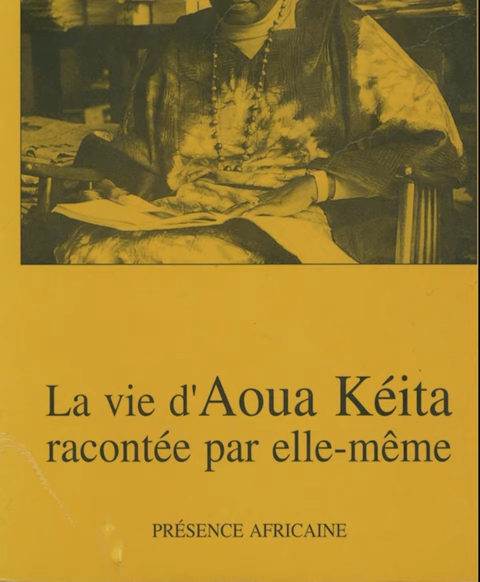 La vie d'Aoua Kéita
racontée par elle-même
PRÉSENCE AFRICAINE